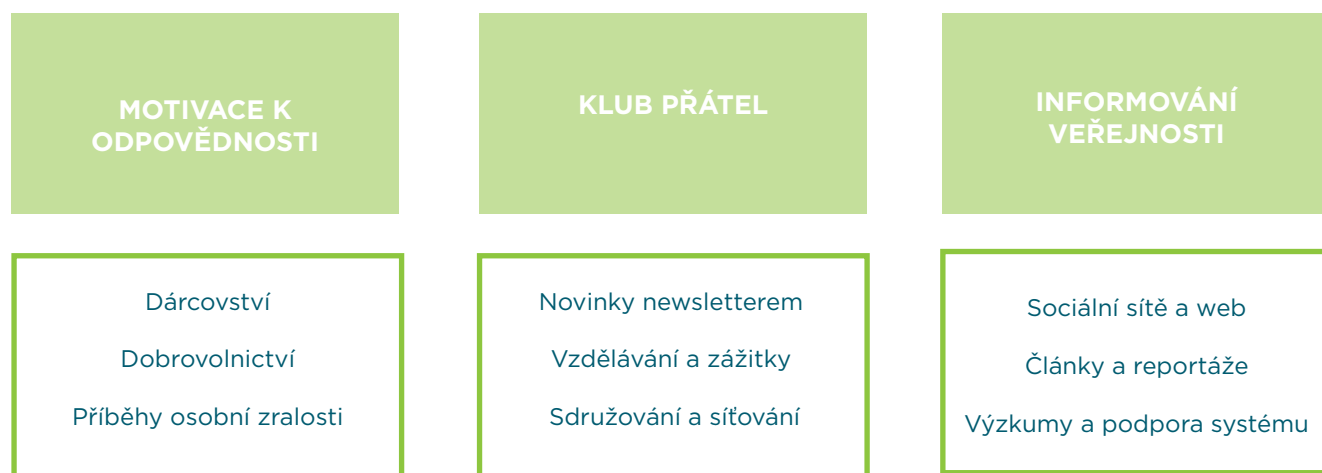 MOTIVACE K
ODPOVĚDNOSTI
Dárcovství
Dobrovolnictví
Příběhy osobní zralosti
KLUB PŘÁTEL
Novinky newsletterem
Vzdělávání a zážitky
Sdružování a síťování
INFORMOVÁNÍ
VEŘEJNOSTI
Sociální sítě a web
Články a reportáže
Výzkumy a podpora systému